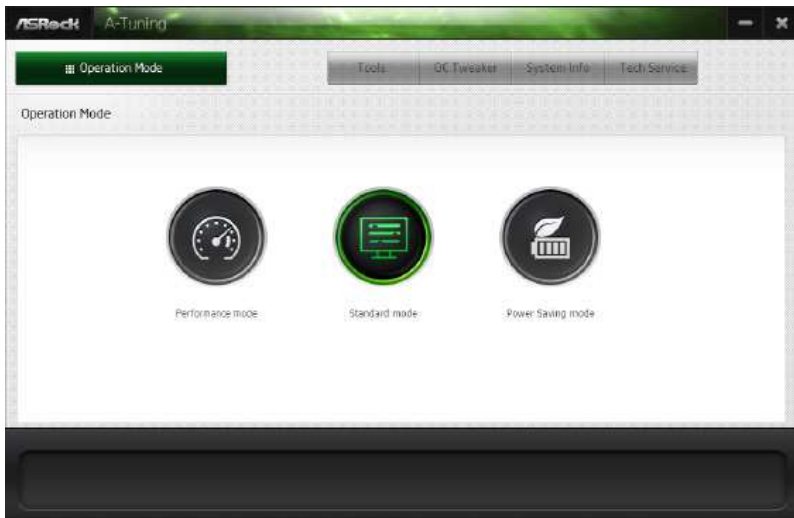 ASRock A-Tuning
Operation Mode Tools OC Tweaker System Info Tech Service
Operation Mode
Performance mode Standard mode Power Saving mode